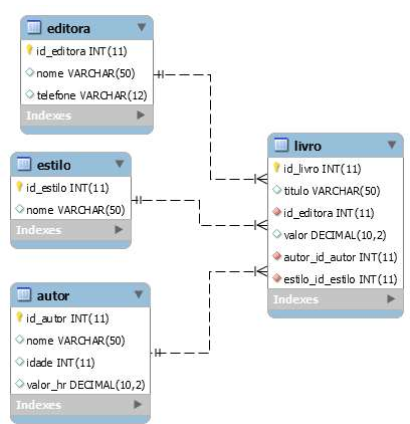 editora
id_editora INT(11)
nome VARCHAR(50)
telefone VARCHAR(12)
Indexes
estilo
id_estilo INT(11)
nome VARCHAR(50)
Indexes
autor
id_autor INT(11)
nome VARCHAR(50)
idade INT(11)
valor_hr DECIMAL(10,2)
Indexes
livro
id_livro INT(11)
titulo VARCHAR(50)
id_editora INT(11)
valor DECIMAL(10,2)
autor_id_autor INT(11)
estilo_id_estilo INT(11)
Indexes